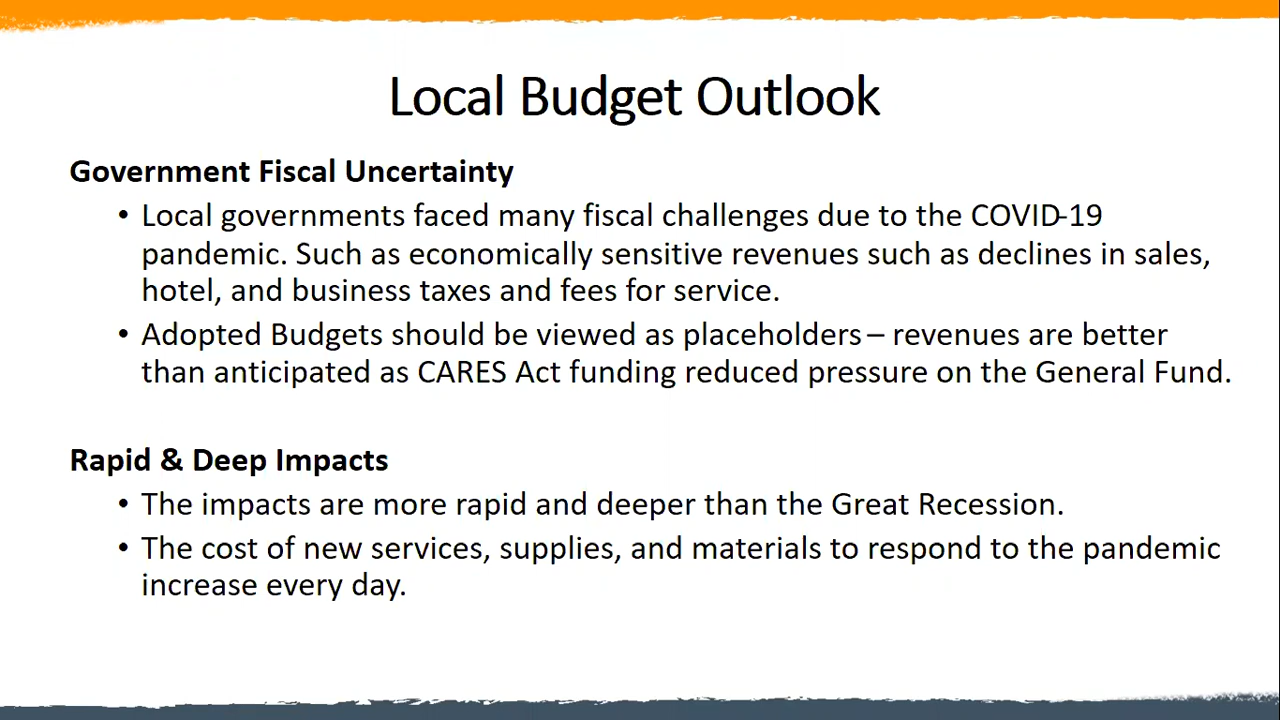 Local Budget Outlook
Government Fiscal Uncertainty
• Local governments faced many fiscal challenges due to the COVID-19
pandemic. Such as economically sensitive revenues such as declines in sales,
hotel, and business taxes and fees for service.
• Adopted Budgets should be viewed as placeholders – revenues are better
than anticipated as CARES Act funding reduced pressure on the General Fund.
Rapid & Deep Impacts
• The impacts are more rapid and deeper than the Great Recession.
• The cost of new services, supplies, and materials to respond to the pandemic
increase every day.